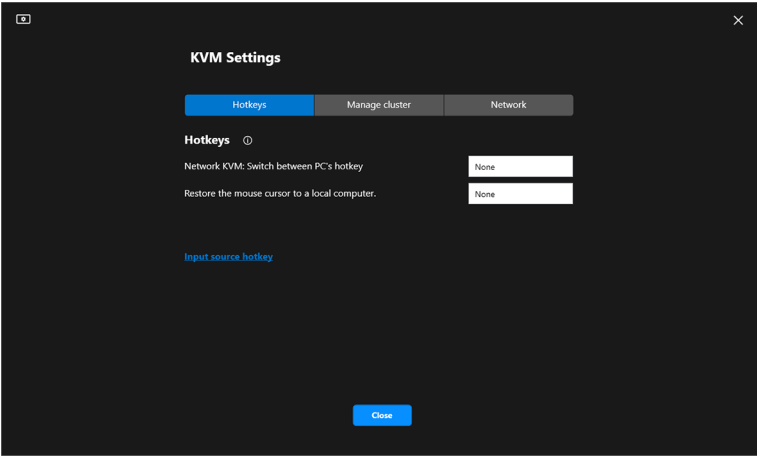 KVM Settings
Hotkeys
Manage cluster
Network
Hotkeys
Network KVM: Switch between PC's hotkey
None
Restore the mouse cursor to a local computer.
None
Input source hotkey
Close